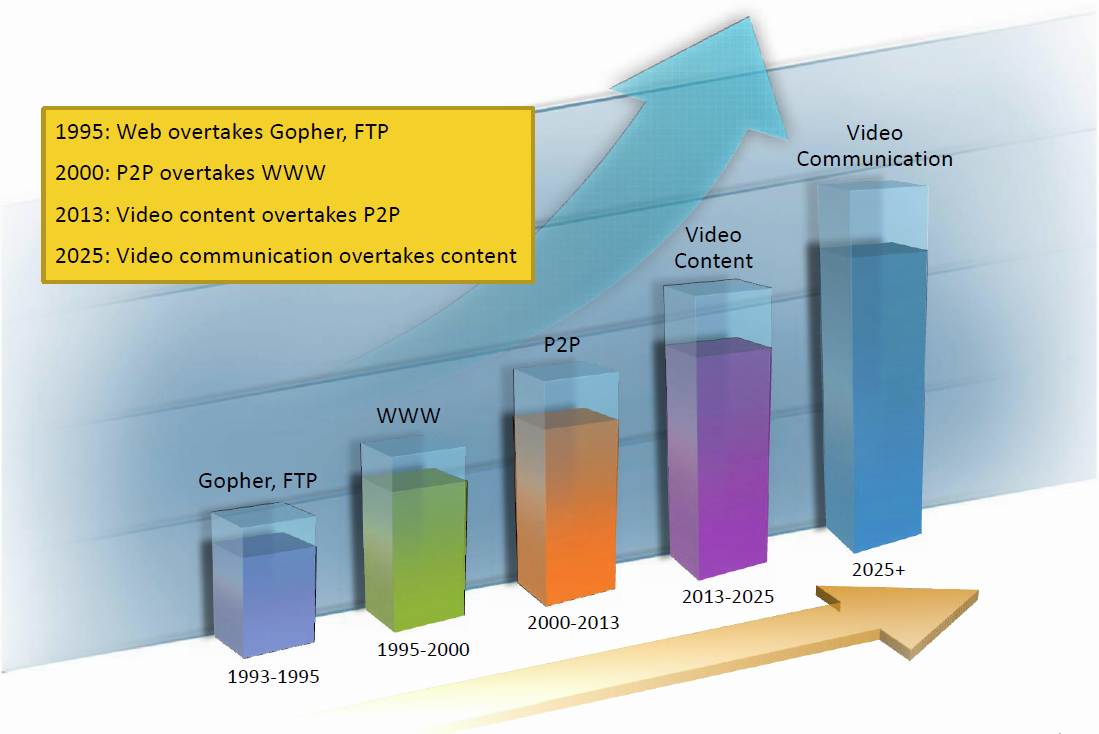 1995: Web overtakes Gopher, FTP
2000: P2P overtakes WWW
2013: Video content overtakes P2P
2025: Video communication overtakes content
Gopher, FTP
1993-1995
WWW
1995-2000
P2P
2000-2013
Video
Content
2013-2025
Video
Communication
2025+